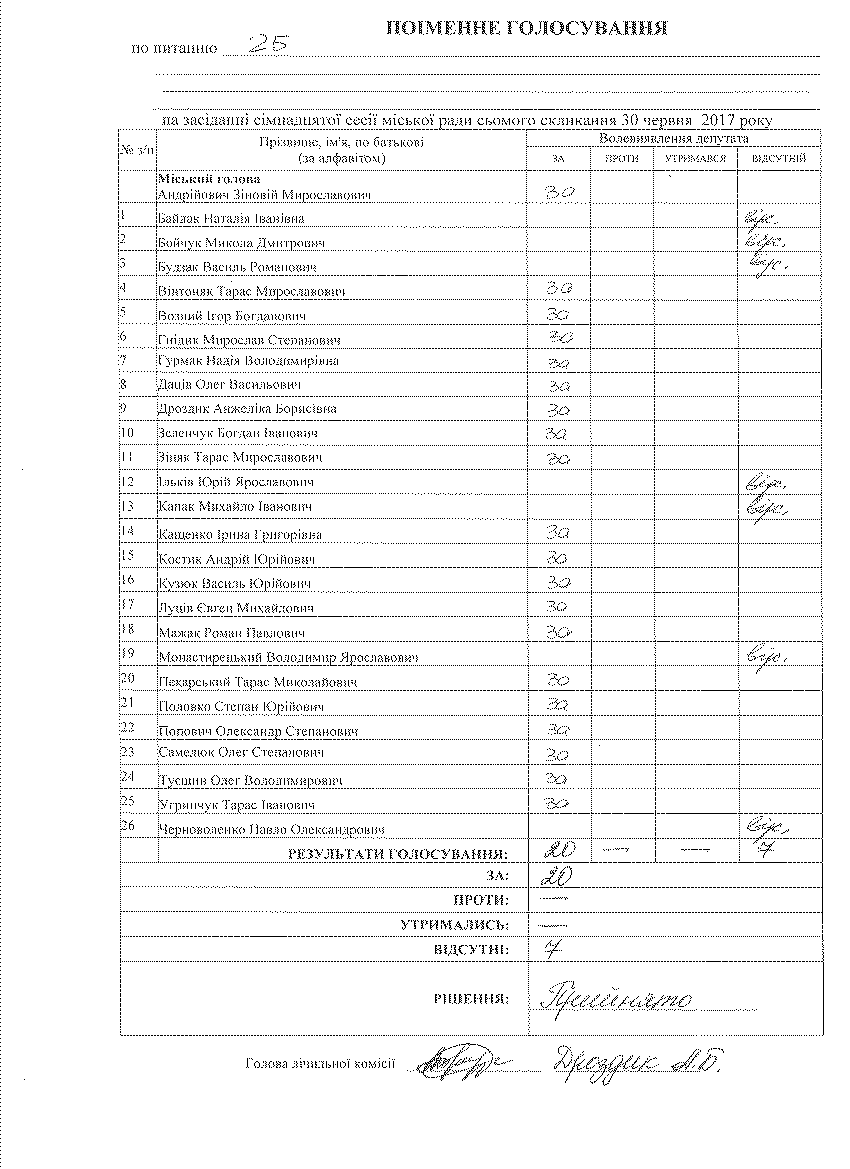 ПОІМЕННЕ ГОЛОСУВАННЯ
по питанню 25
на засіданні сімнадцятої сесії міської ради сьомого скликання 30 червня 2017 року
№ з/п Прізвище, ім'я, по батькові (за алфавітом) Волевиявлення депутата
ЗА ПРОТИ УТРИМАВСЯ ВІДСУТНІЙ
Міський голова
Андрійович Зіновій Мирославович за
1 Байдак Наталія Іванівна відс.
2 Бойчук Микола Дмитрович відс.
3 Будзак Василь Романович відс.
4 Вінтоняк Тарас Мирославович за
5 Возний Ігор Богданович за
6 Гнідик Мирослав Степанович за
7 Гурмак Надія Володимирівна за
8 Даців Олег Васильович за
9 Дроздик Анжеліка Борисівна за
10 Зеленчук Богдан Іванович за
11 Зіняк Тарас Мирославович за
12 Ільків Юрій Ярославович відс.
13 Капак Михайло Іванович відс.
14 Кащенко Ірина Григорівна за
15 Костик Андрій Юрійович за
16 Кузюк Василь Юрійович за
17 Луців Євген Михайлович за
18 Мажак Роман Павлович за
19 Монастирецький Володимир Ярославович відс.
20 Пекарський Тарас Миколайович за
21 Половко Степан Юрійович за
22 Попович Олександр Степанович за
23 Самелюк Олег Степанович за
24 Тусшин Олег Володимирович за
25 Угринчук Тарас Іванович за
26 Черноволенко Павло Олександрович відс.
РЕЗУЛЬТАТИ ГОЛОСУВАННЯ: 20 — — 7
ЗА: 20
ПРОТИ: —
УТРИМАЛИСЬ: —
ВІДСУТНІ: 7
РІШЕННЯ: Прийнято
Голова лічильної комісії Дроздик А.Б.